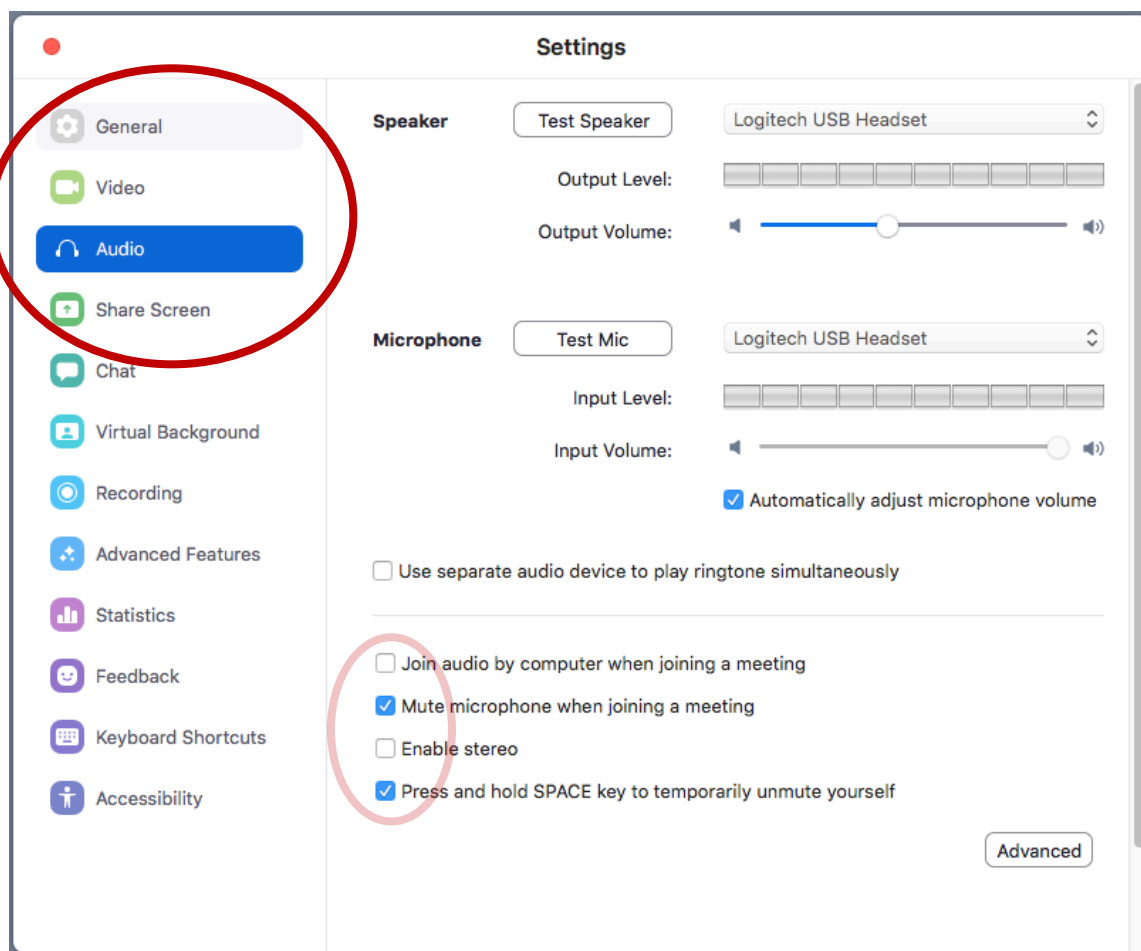 Settings
General
Video
Audio
Share Screen
Chat
Virtual Background
Recording
Advanced Features
Statistics
Feedback
Keyboard Shortcuts
Accessibility
Speaker Test Speaker Logitech USB Headset
Output Level:
Output Volume:
Microphone Test Mic Logitech USB Headset
Input Level:
Input Volume:
Automatically adjust microphone volume
Use separate audio device to play ringtone simultaneously
Join audio by computer when joining a meeting
Mute microphone when joining a meeting
Enable stereo
Press and hold SPACE key to temporarily unmute yourself
Advanced